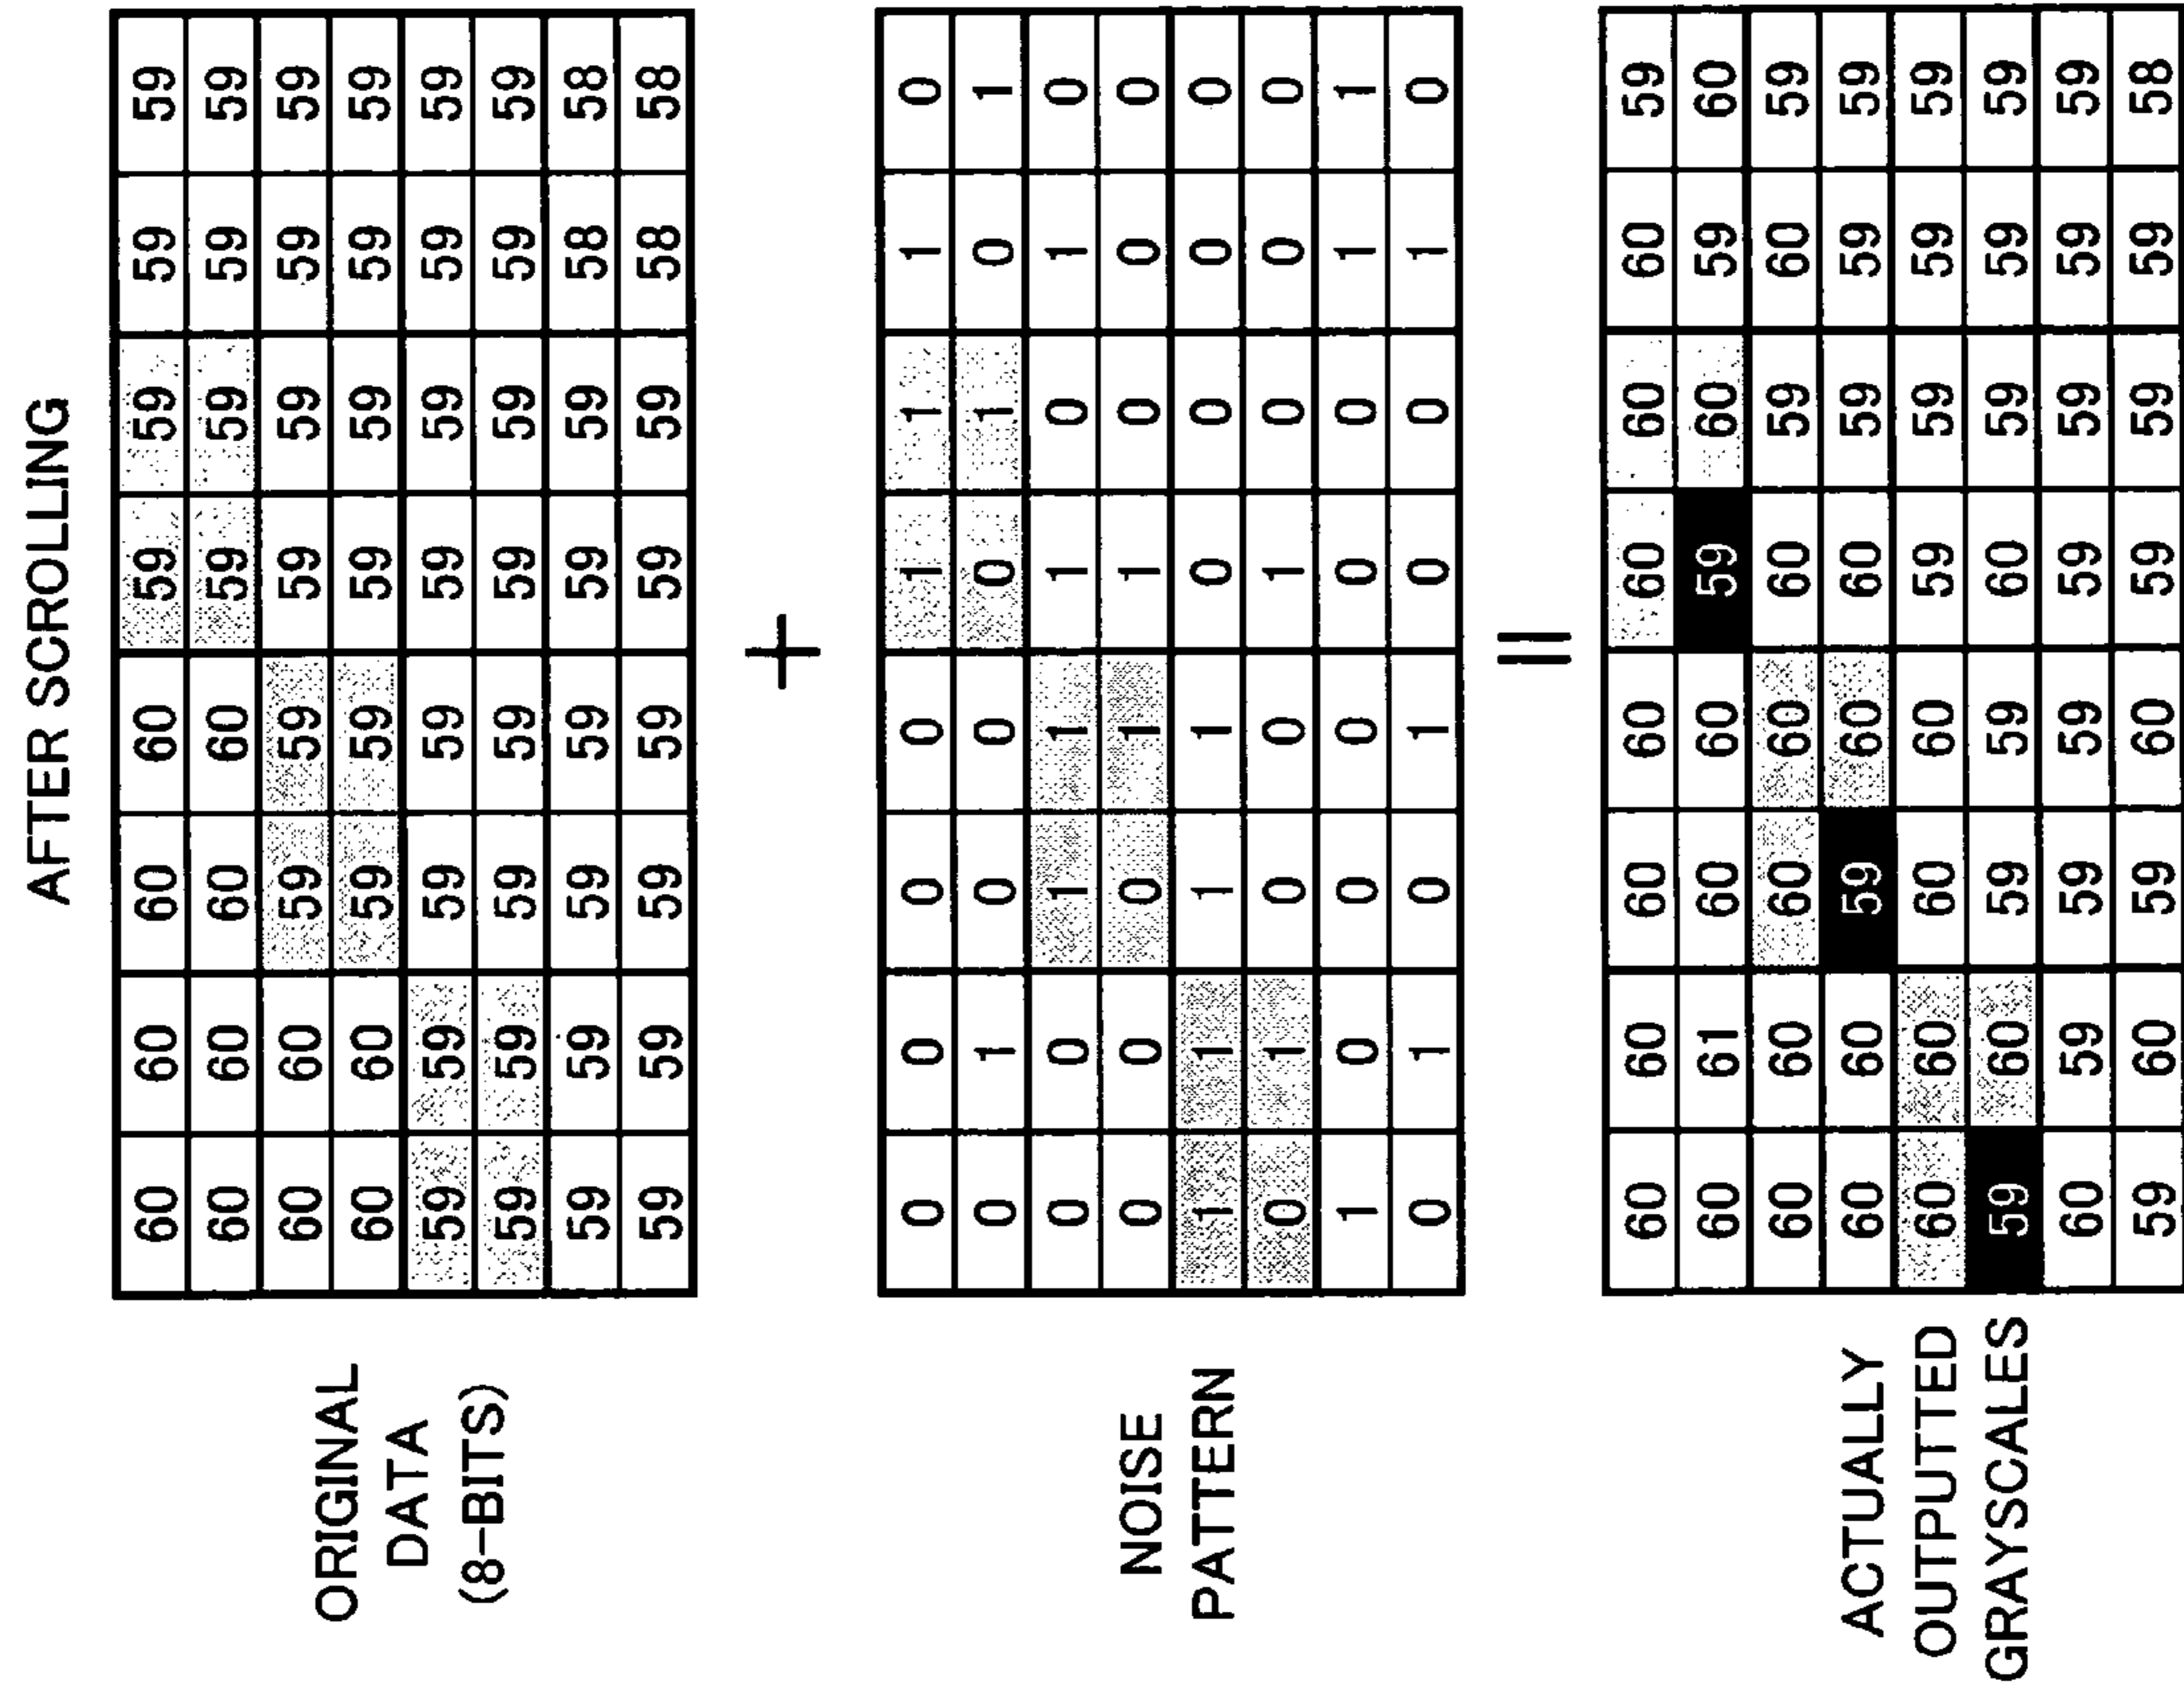 AFTER SCROLLING
ORIGINAL
DATA
(8-BITS)
60 60 60 60 59 59 59 59
60 60 60 60 59 59 59 59
60 60 59 59 59 59 59 59
60 60 59 59 59 59 59 59
59 59 59 59 59 59 59 59
59 59 59 59 59 59 59 59
59 59 59 59 59 59 58 58
59 59 59 59 59 59 58 58
+
NOISE
PATTERN
0 0 0 0 1 1 1 0
0 1 0 0 0 1 0 1
0 0 1 1 1 0 1 0
0 0 0 1 1 0 0 0
1 1 1 1 0 0 0 0
0 1 0 0 1 0 0 0
1 0 0 0 0 0 1 1
0 1 0 1 0 0 1 0
=
ACTUALLY
OUTPUTTED
GRAYSCALES
60 60 60 60 60 60 60 59
60 61 60 60 59 60 59 60
60 60 60 60 60 59 60 59
60 60 59 60 60 59 59 59
60 60 60 60 59 59 59 59
59 60 59 59 60 59 59 59
60 59 59 59 59 59 59 59
59 60 59 60 59 59 59 58